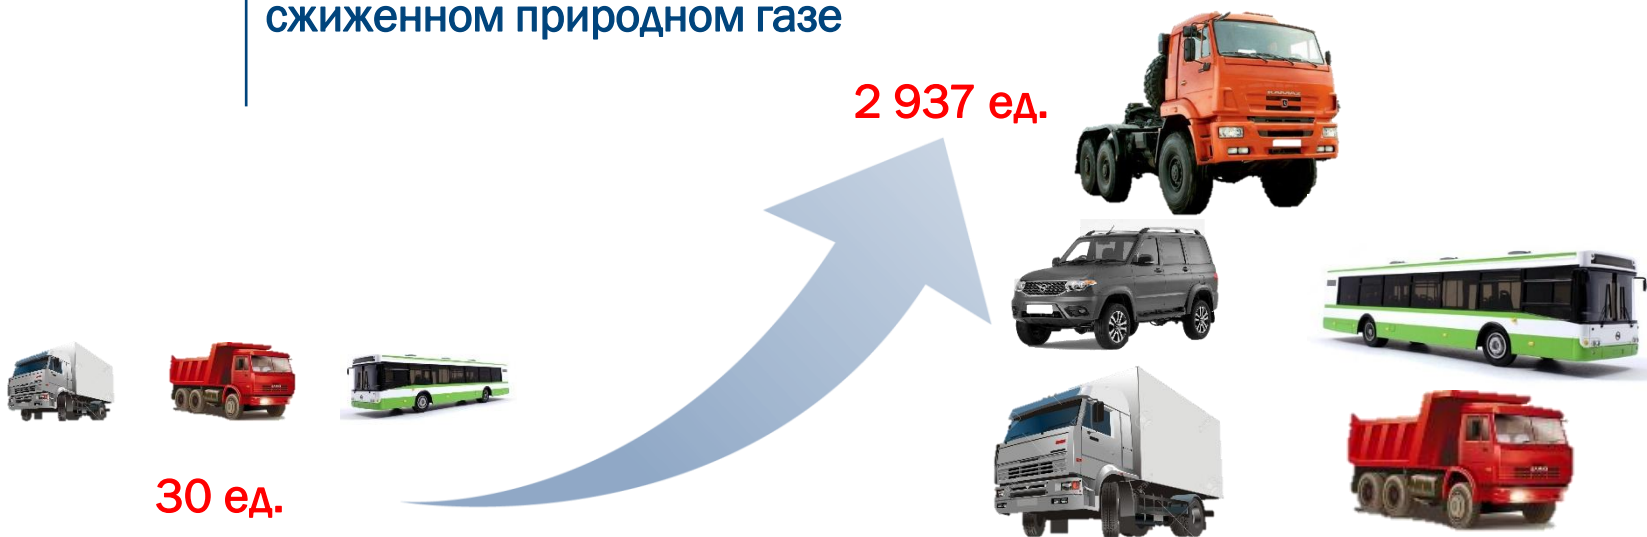 сжиженном природном газе
2 937 ед.
30 ед.